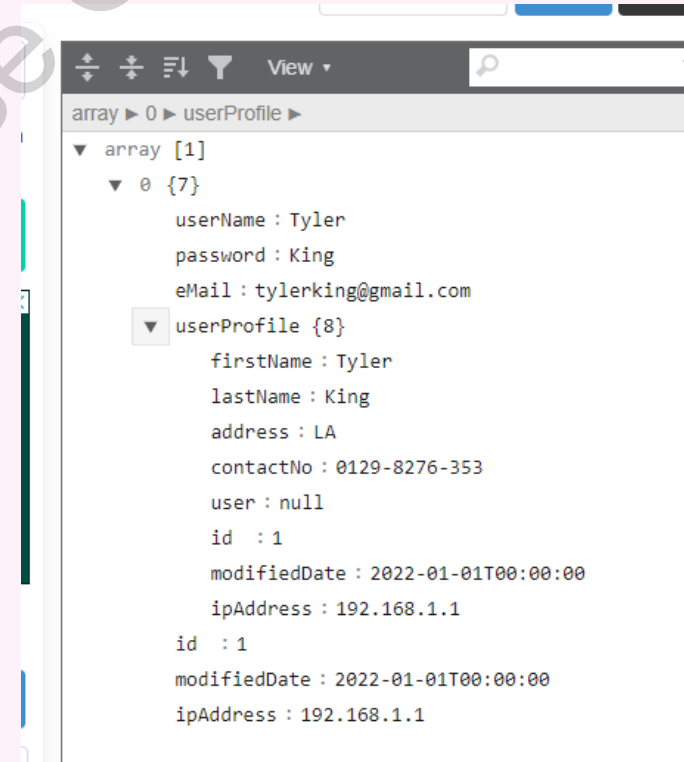 View ▾
array ► 0 ► userProfile ►
▼ array [1]
▼ 0 {7}
userName : Tyler
password : King
eMail : tylerking@gmail.com
▼ userProfile {8}
firstName : Tyler
lastName : King
address : LA
contactNo : 0129-8276-353
user : null
id : 1
modifiedDate : 2022-01-01T00:00:00
ipAddress : 192.168.1.1
id : 1
modifiedDate : 2022-01-01T00:00:00
ipAddress : 192.168.1.1